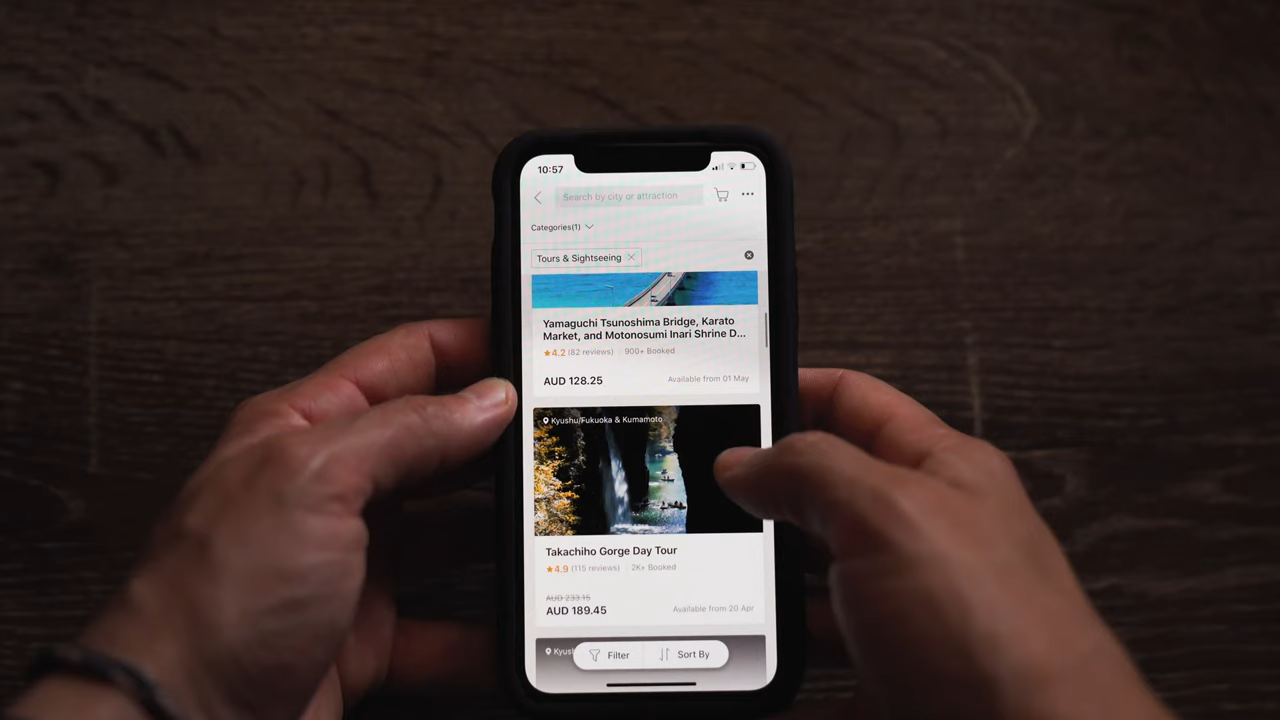 10:57
Search by city or attraction
Categories(1)
Tours & Sightseeing
Yamaguchi Tsunoshima Bridge, Karato
Market, and Motonosumi Inari Shrine D...
4.2 (82 reviews) 900+ Booked
AUD 128.25 Available from 01 May
Kyushu/Fukuoka & Kumamoto
Takachiho Gorge Day Tour
4.9 (115 reviews) 2K+ Booked
AUD 233.15
AUD 189.45 Available from 20 Apr
Filter Sort By